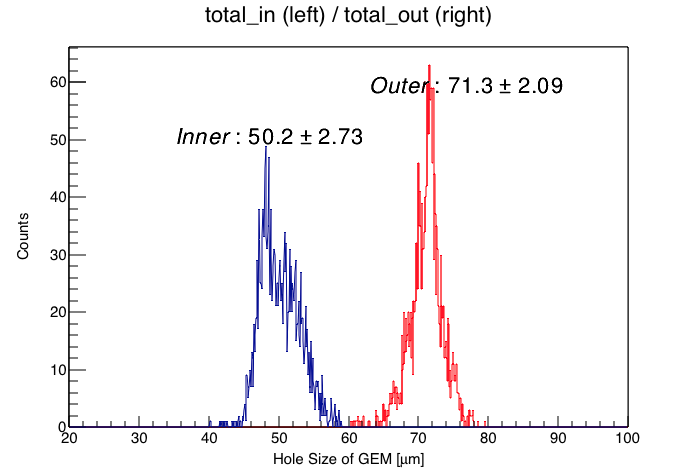 total_in (left) / total_out (right)
Outer : 71.3 ± 2.09
Inner : 50.2 ± 2.73
Counts
60
50
40
30
20
10
0
20 30 40 50 60 70 80 90 100
Hole Size of GEM [μm]